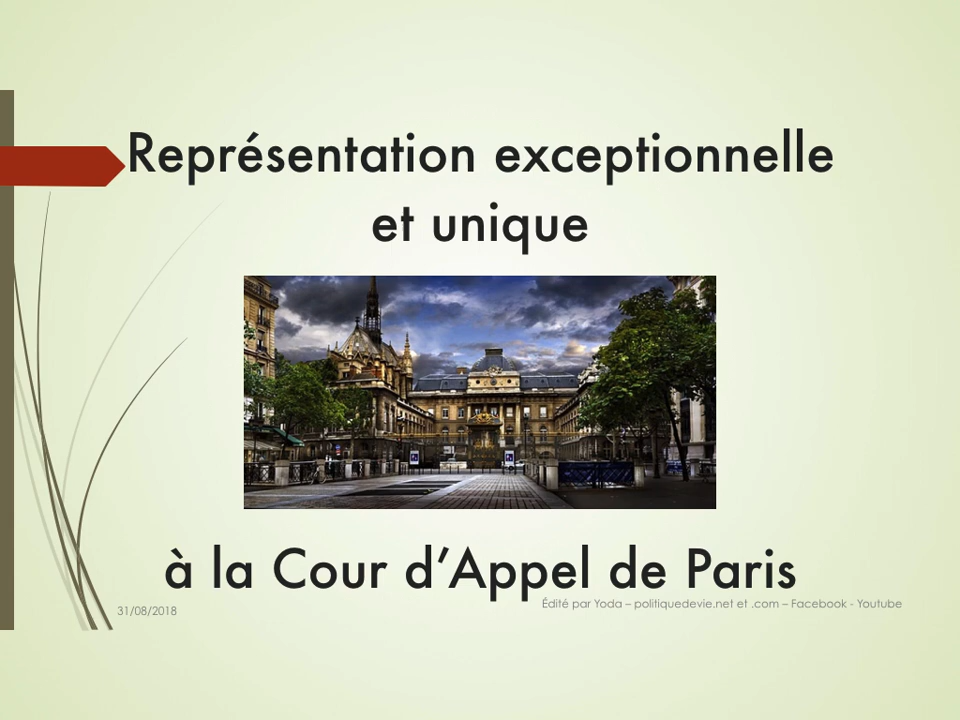 Représentation exceptionnelle
et unique
à la Cour d’Appel de Paris
Édité par Yoda – politiquedevie.net et .com – Facebook - Youtube
31/08/2018